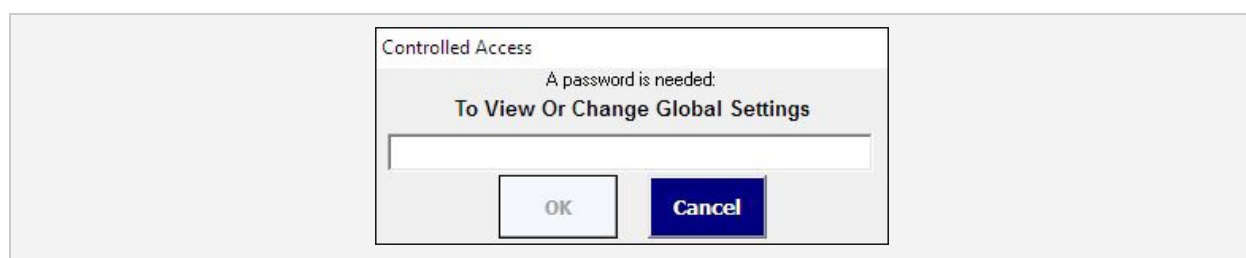 Controlled Access
A password is needed:
To View Or Change Global Settings
OK
Cancel